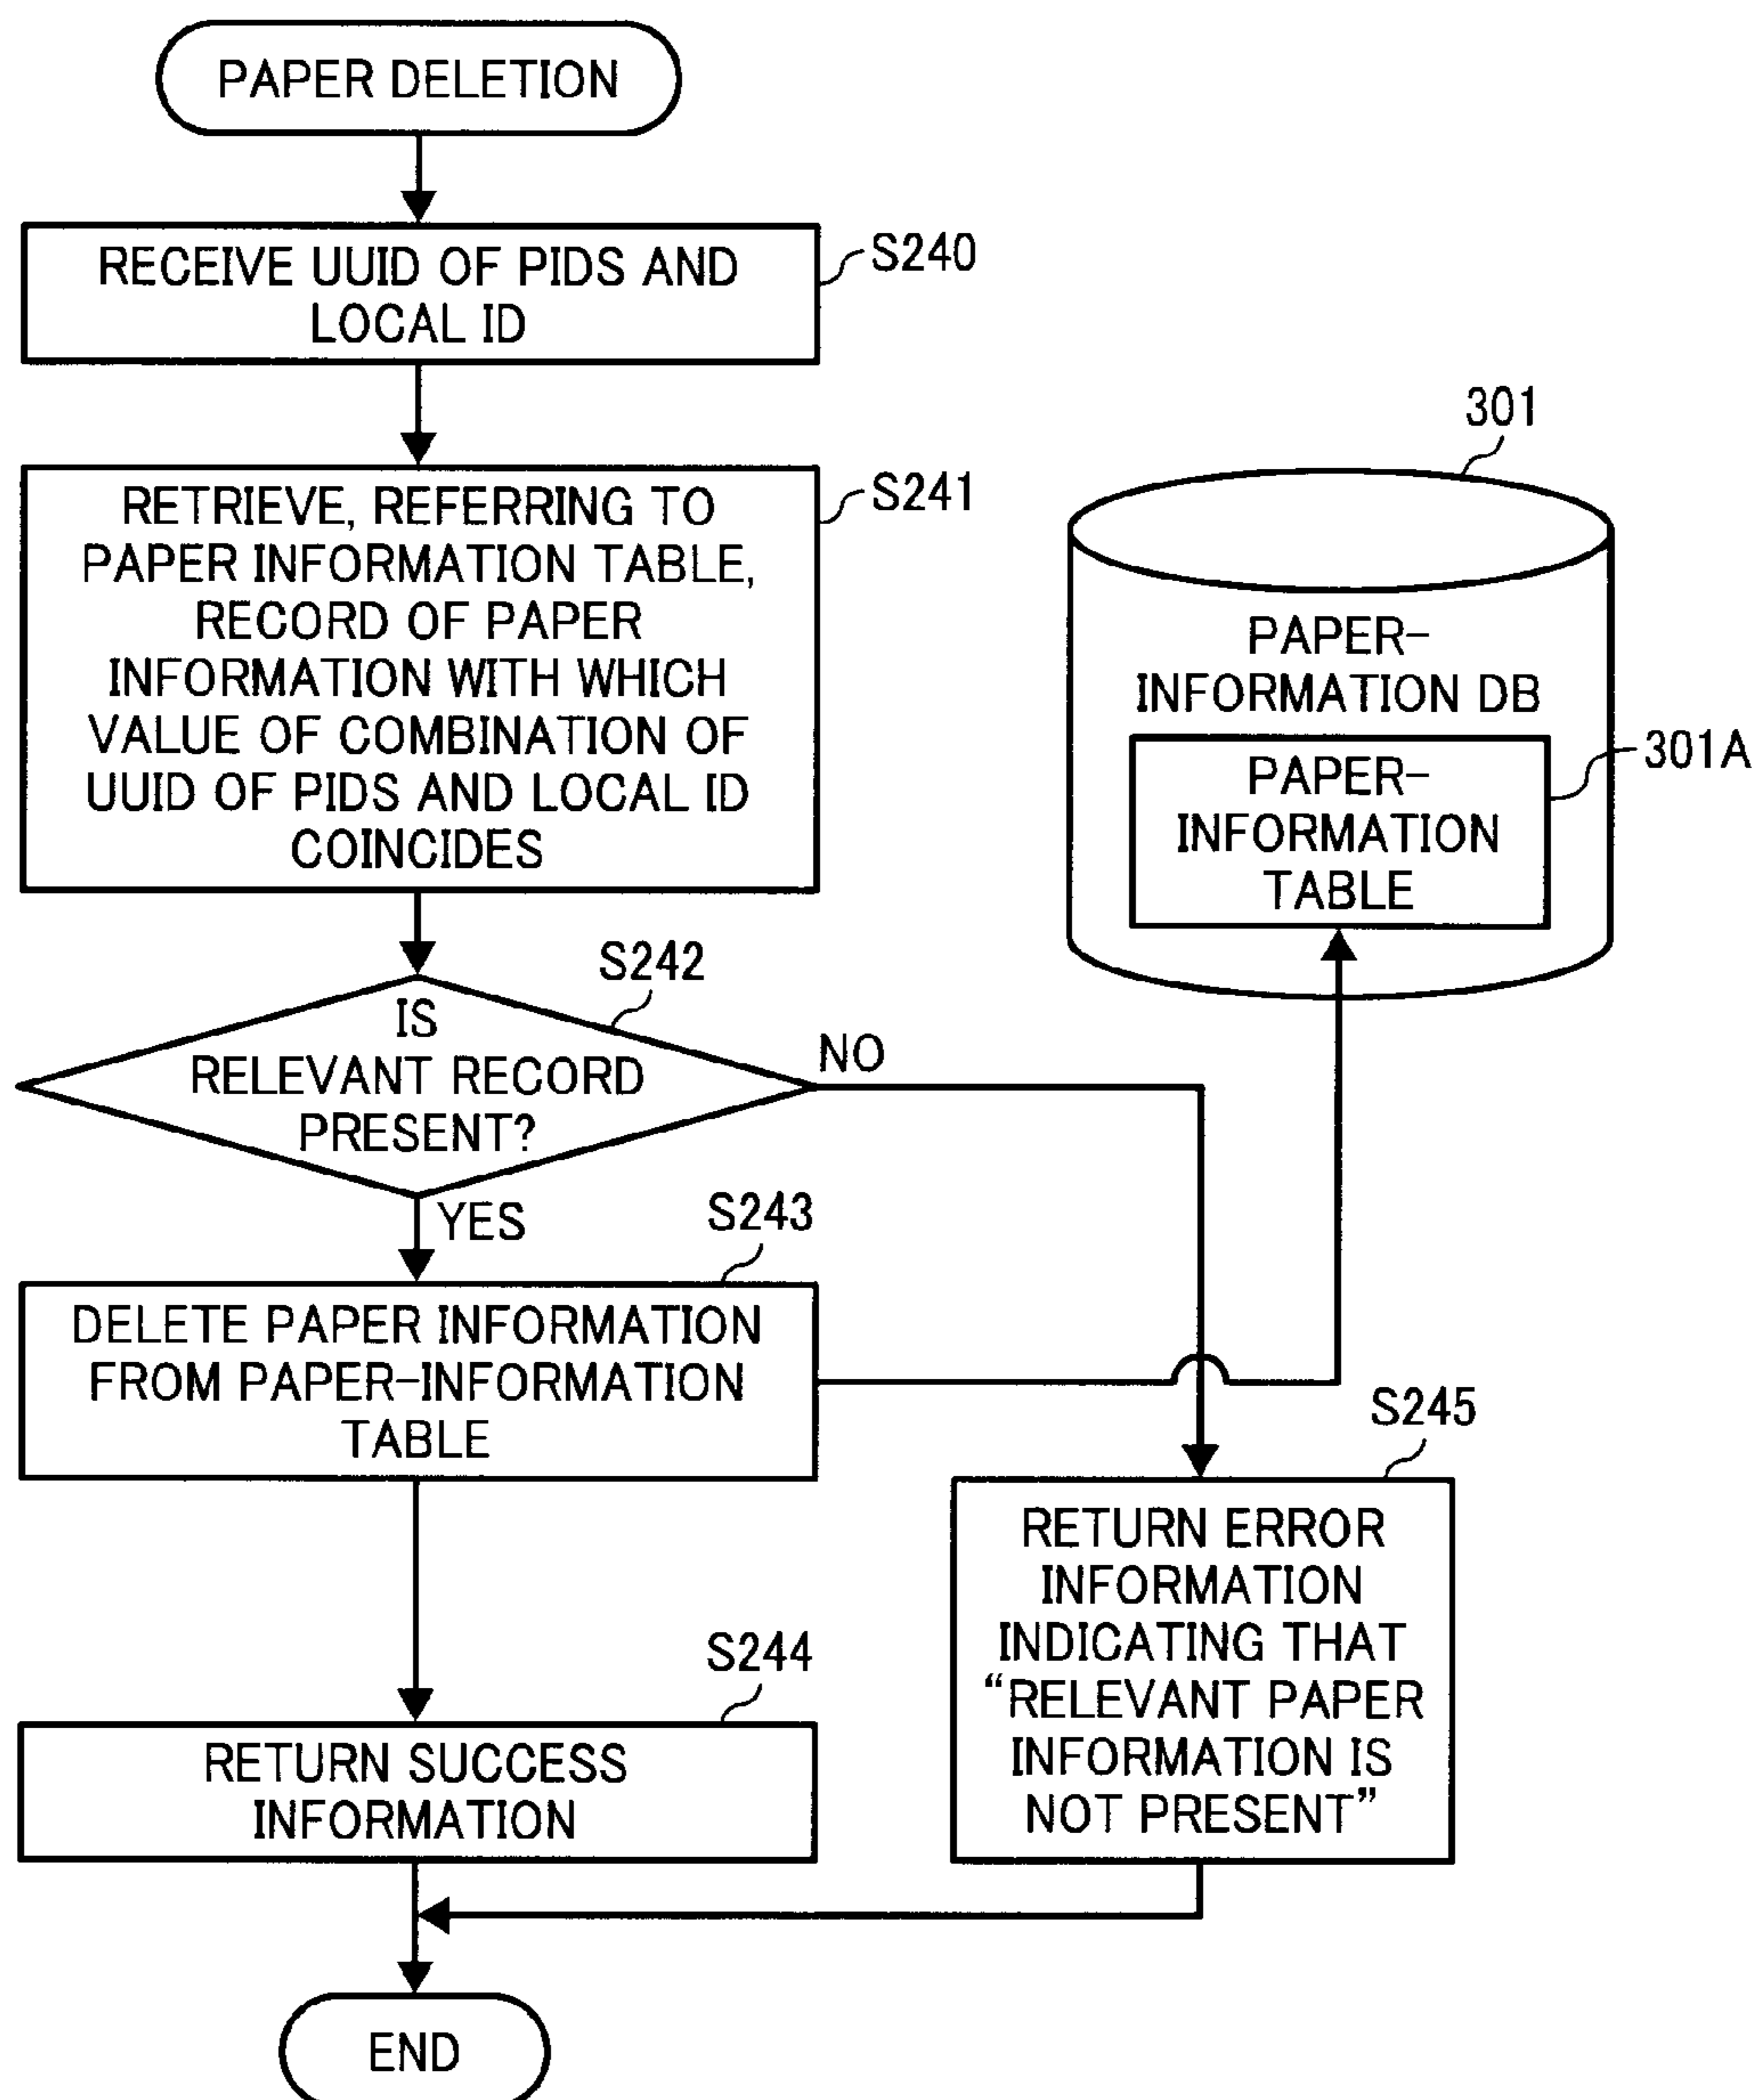 PAPER DELETION
RECEIVE UUID OF PIDS AND
LOCAL ID
S240
RETRIEVE, REFERRING TO
PAPER INFORMATION TABLE,
RECORD OF PAPER
INFORMATION WITH WHICH
VALUE OF COMBINATION OF
UUID OF PIDS AND LOCAL ID
COINCIDES
S241
301
PAPER-
INFORMATION DB
PAPER-
INFORMATION
TABLE
301A
S242
IS
RELEVANT RECORD
PRESENT?
NO
YES
S243
DELETE PAPER INFORMATION
FROM PAPER-INFORMATION
TABLE
S245
RETURN ERROR
INFORMATION
INDICATING THAT
“RELEVANT PAPER
INFORMATION IS
NOT PRESENT”
S244
RETURN SUCCESS
INFORMATION
END